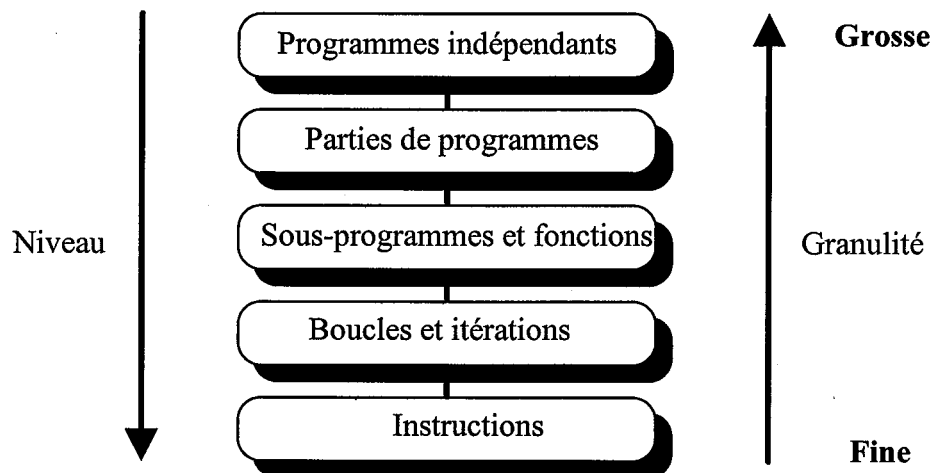 Programmes indépendants
Grosse
Parties de programmes
Niveau
Sous-programmes et fonctions
Granulité
Boucles et itérations
Instructions
Fine